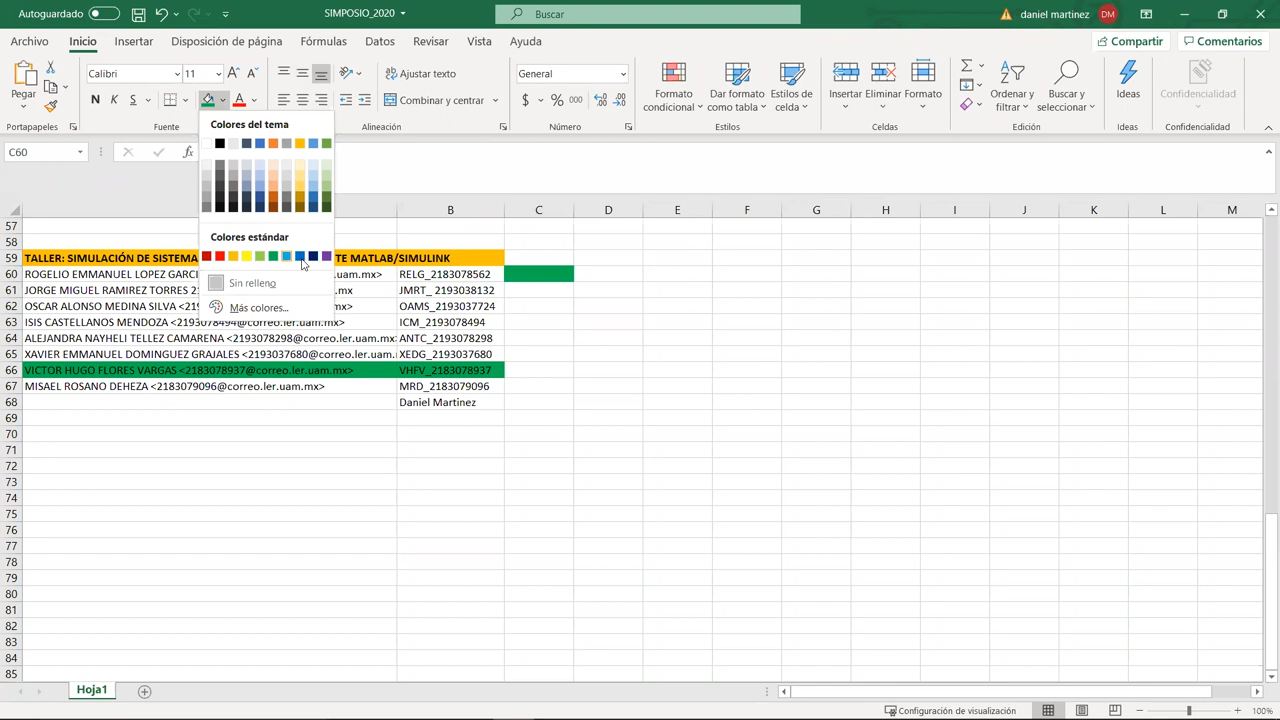 Autoguardado SIMPOSIO_2020 Buscar daniel martinez DM
Archivo Inicio Insertar Disposición de página Fórmulas Datos Revisar Vista Ayuda Compartir Comentarios
Pegar Calibri 11 Ajustar texto General Formato condicional Dar formato como tabla Estilos de celda Insertar Eliminar Formato Ordenar y filtrar Buscar y seleccionar Ideas Confidencialidad
N K S Combinar y centrar $ % 000
Portapapeles Fuente Alineación Número Estilos Celdas Edición Ideas Confidencialidad
Colores del tema
C60 fx
A B C D E F G H I J K L M
57
Colores estándar
58
59 TALLER: SIMULACIÓN DE SISTEMA TE MATLAB/SIMULINK
60 ROGELIO EMMANUEL LOPEZ GARCI .uam.mx> RELG_2183078562
Sin relleno
61 JORGE MIGUEL RAMIREZ TORRES 2 .mx JMRT_ 2193038132
62 OSCAR ALONSO MEDINA SILVA <2 mx> OAMS_2193037724
Más colores...
63 ISIS CASTELLANOS MENDOZA <2193078494@correo.ler.uam.mx> ICM_2193078494
64 ALEJANDRA NAYHELI TELLEZ CAMARENA <2193078298@correo.ler.uam.mx> ANTC_2193078298
65 XAVIER EMMANUEL DOMINGUEZ GRAJALES <2193037680@correo.ler.uam. XEDG_2193037680
66 VICTOR HUGO FLORES VARGAS <2183078937@correo.ler.uam.mx> VHFV_2183078937
67 MISAEL ROSANO DEHEZA <2183079096@correo.ler.uam.mx> MRD_2183079096
68 Daniel Martinez
69
70
71
72
73
74
75
76
77
78
79
80
81
82
83
84
85
Hoja1
Configuración de visualización 100%